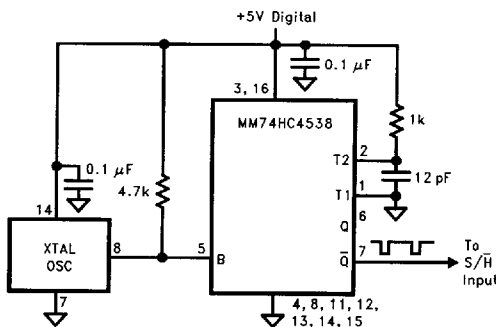 +5V Digital
0.1 μF
3, 16
MM74HC4538
1k
T2
2
0.1 μF
4.7k
T1
1
12 pF
14
Q
6
XTAL
OSC
8
5
B
Q̅
7
To
S/H̅
Input
7
4, 8, 11, 12,
13, 14, 15